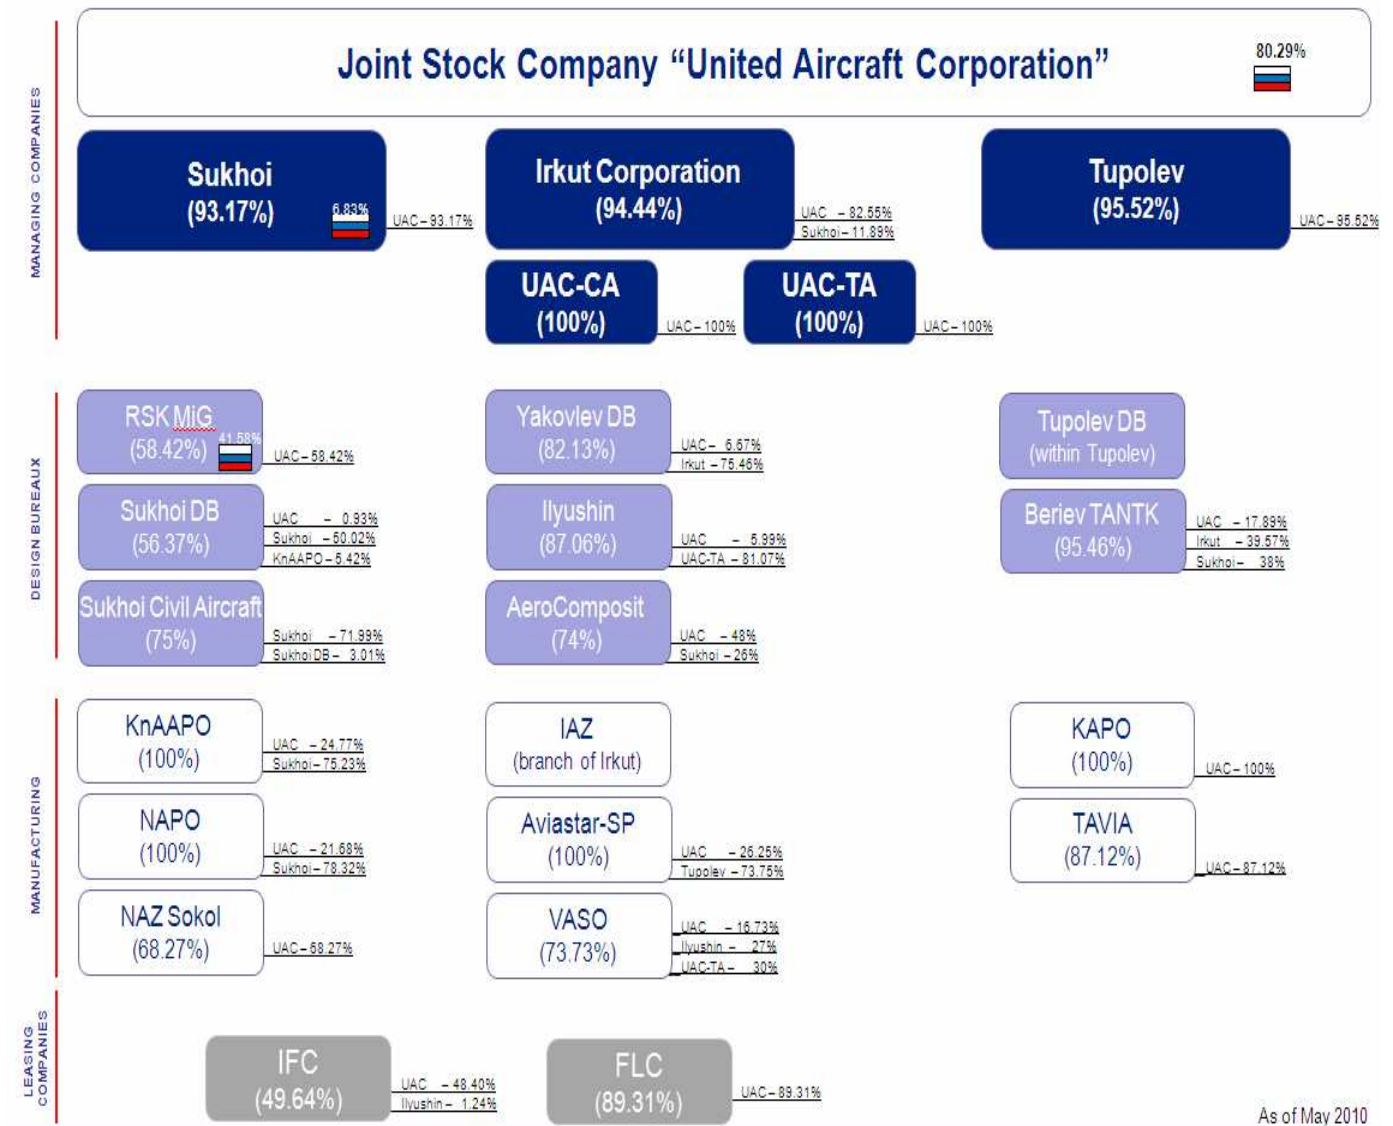 Joint Stock Company “United Aircraft Corporation”
80.29%
MANAGING COMPANIES
Sukhoi
(93.17%)
6.83%
UAC – 93.17%
Irkut Corporation
(94.44%)
UAC – 82.55%
Sukhoi – 11.89%
Tupolev
(95.52%)
UAC – 95.52%
UAC-CA
(100%)
UAC – 100%
UAC-TA
(100%)
UAC – 100%
DESIGN BUREAUX
RSK MiG
(58.42%)
41.58%
UAC – 58.42%
Yakovlev DB
(82.13%)
UAC – 6.67%
Irkut – 75.46%
Tupolev DB
(within Tupolev)
Sukhoi DB
(56.37%)
UAC – 0.93%
Sukhoi – 50.02%
KnAAPO – 5.42%
Ilyushin
(87.06%)
UAC – 5.99%
UAC-TA – 81.07%
Beriev TANTK
(95.46%)
UAC – 17.89%
Irkut – 39.57%
Sukhoi – 38%
Sukhoi Civil Aircraft
(75%)
Sukhoi – 71.99%
Sukhoi DB – 3.01%
AeroComposit
(74%)
UAC – 48%
Sukhoi – 26%
MANUFACTURING
KnAAPO
(100%)
UAC – 24.77%
Sukhoi – 75.23%
IAZ
(branch of Irkut)
KAPO
(100%)
UAC – 100%
NAPO
(100%)
UAC – 21.68%
Sukhoi – 78.32%
Aviastar-SP
(100%)
UAC – 26.25%
Tupolev – 73.75%
TAVIA
(87.12%)
UAC – 87.12%
NAZ Sokol
(68.27%)
UAC – 68.27%
VASO
(73.73%)
UAC – 16.73%
Ilyushin – 27%
UAC-TA – 30%
LEASING
COMPANIES
IFC
(49.64%)
UAC – 48.40%
Ilyushin – 1.24%
FLC
(89.31%)
UAC – 89.31%
As of May 2010